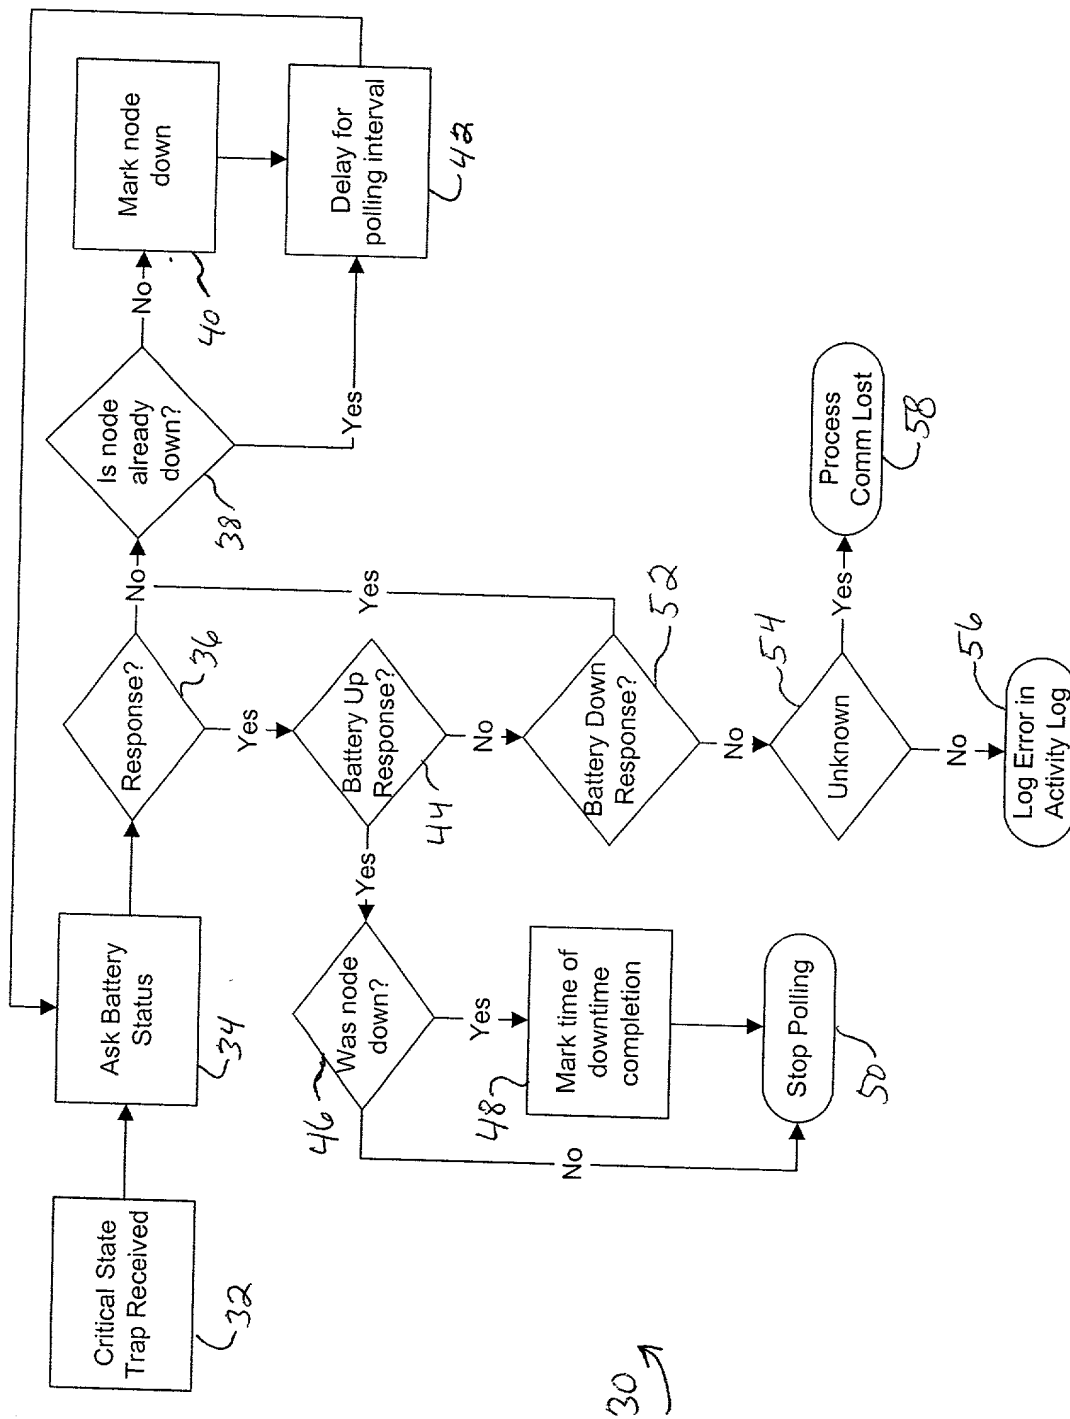 Critical State
Trap Received
32
Ask Battery
Status
34
Response?
36
No
Yes
Is node
already
down?
38
No
Yes
Mark node
down
40
Delay for
polling interval
42
Battery Up
Response?
44
Yes
No
Was node
down?
46
Yes
No
Mark time of
downtime
completion
48
Stop Polling
50
Battery Down
Response?
52
Yes
No
Unknown
54
Yes
No
Log Error in
Activity Log
56
Process
Comm Lost
58
30